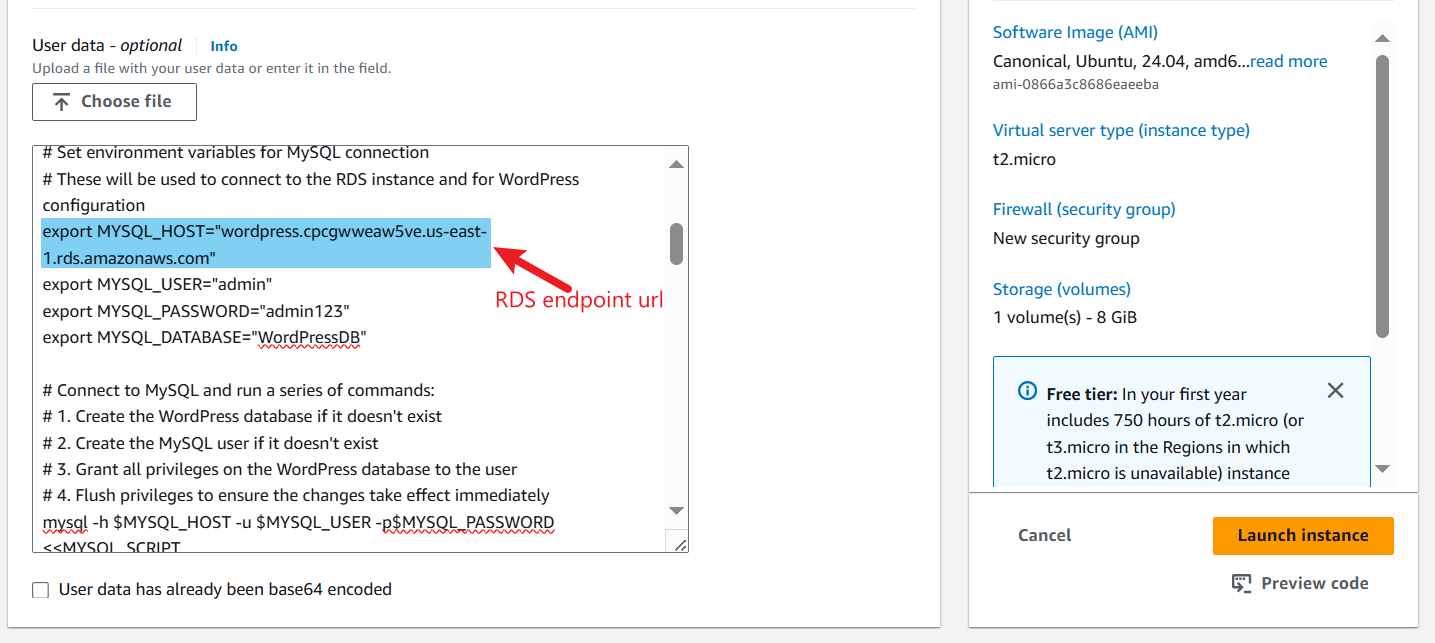 User data - optional Info
Upload a file with your user data or enter it in the field.
Choose file
# Set environment variables for MySQL connection
# These will be used to connect to the RDS instance and for WordPress
configuration
export MYSQL_HOST="wordpress.cpcgwweaw5ve.us-east-
1.rds.amazonaws.com"
export MYSQL_USER="admin"
RDS endpoint url
export MYSQL_PASSWORD="admin123"
export MYSQL_DATABASE="WordPressDB"
# Connect to MySQL and run a series of commands:
# 1. Create the WordPress database if it doesn't exist
# 2. Create the MySQL user if it doesn't exist
# 3. Grant all privileges on the WordPress database to the user
# 4. Flush privileges to ensure the changes take effect immediately
mysql -h $MYSQL_HOST -u $MYSQL_USER -p$MYSQL_PASSWORD
<<MYSQL_SCRIPT
User data has already been base64 encoded
Software Image (AMI)
Canonical, Ubuntu, 24.04, amd6...read more
ami-0866a3c8686eaeeba
Virtual server type (instance type)
t2.micro
Firewall (security group)
New security group
Storage (volumes)
1 volume(s) - 8 GiB
Free tier: In your first year
includes 750 hours of t2.micro (or
t3.micro in the Regions in which
t2.micro is unavailable) instance
Cancel
Launch instance
Preview code